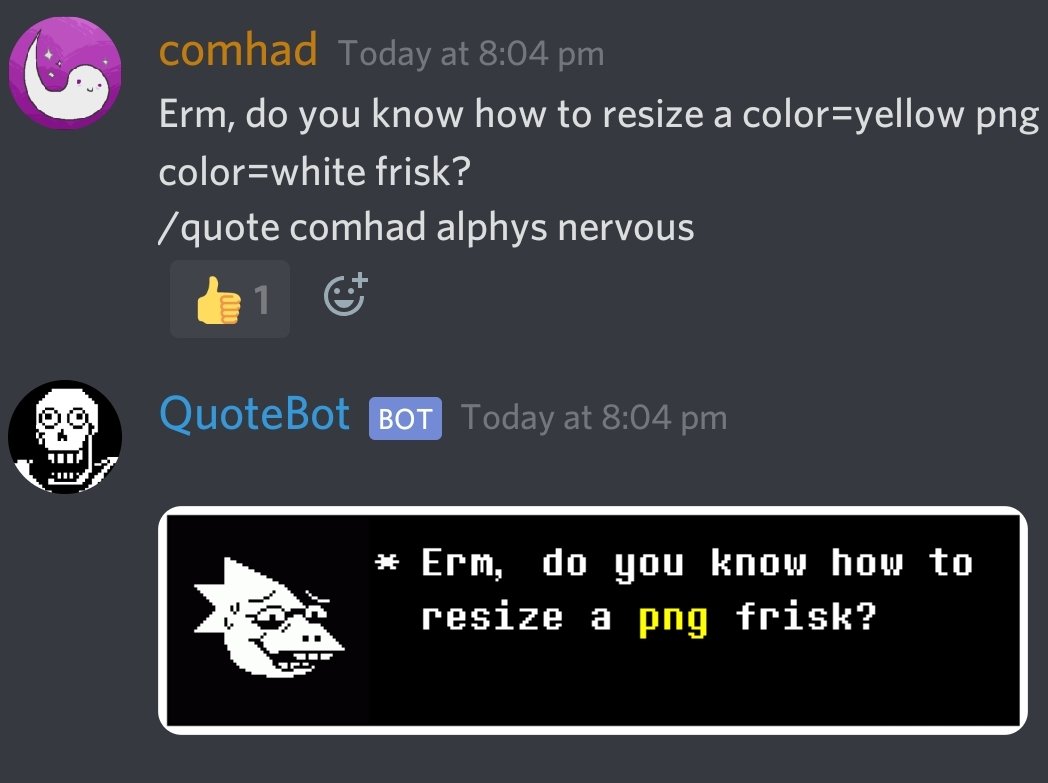 comhad Today at 8:04 pm
Erm, do you know how to resize a color=yellow png
color=white frisk?
/quote comhad alphys nervous
1
QuoteBot BOT Today at 8:04 pm
* Erm, do you know how to
resize a png frisk?